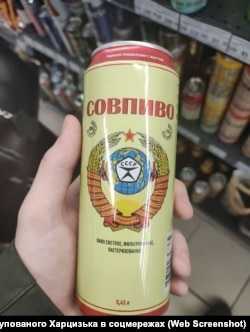 СОВПИВО
СССР
ПИВО СВЕТЛОЕ, ФИЛЬТРОВАННОЕ,
ПАСТЕРИЗОВАННОЕ
0,45 л
упованого Харцизька в соцмережах (Web Screenshot)